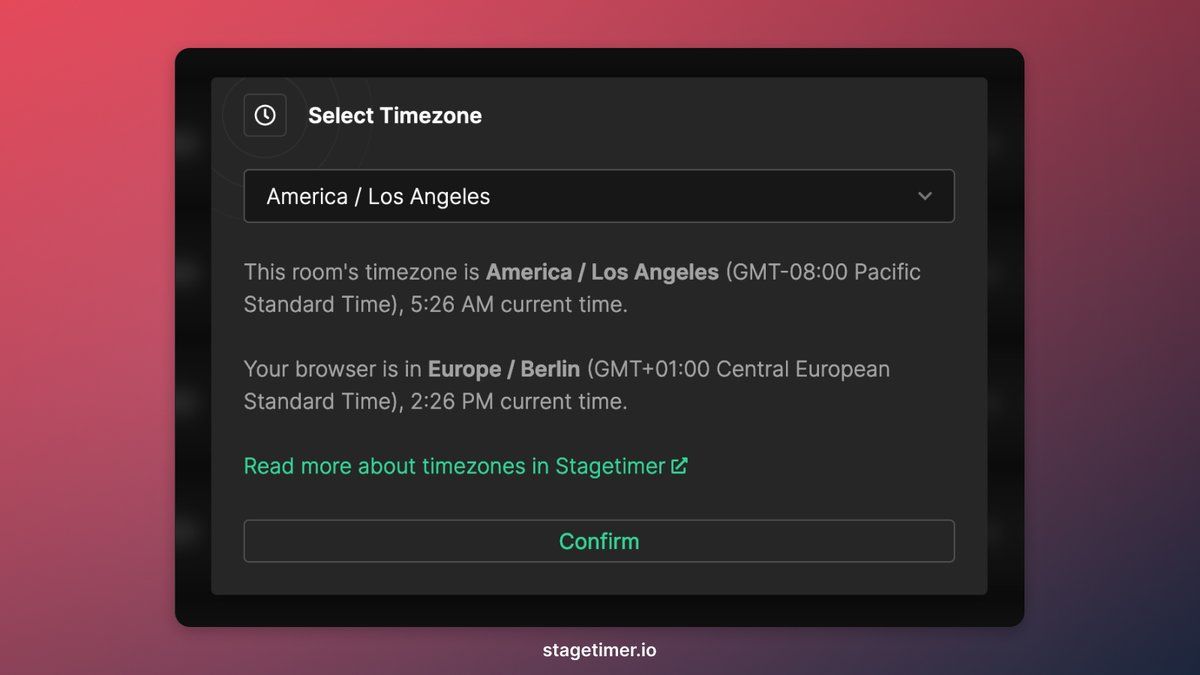 Select Timezone
America / Los Angeles
This room's timezone is America / Los Angeles (GMT-08:00 Pacific
Standard Time), 5:26 AM current time.
Your browser is in Europe / Berlin (GMT+01:00 Central European
Standard Time), 2:26 PM current time.
Read more about timezones in Stagetimer
Confirm
stagetimer.io